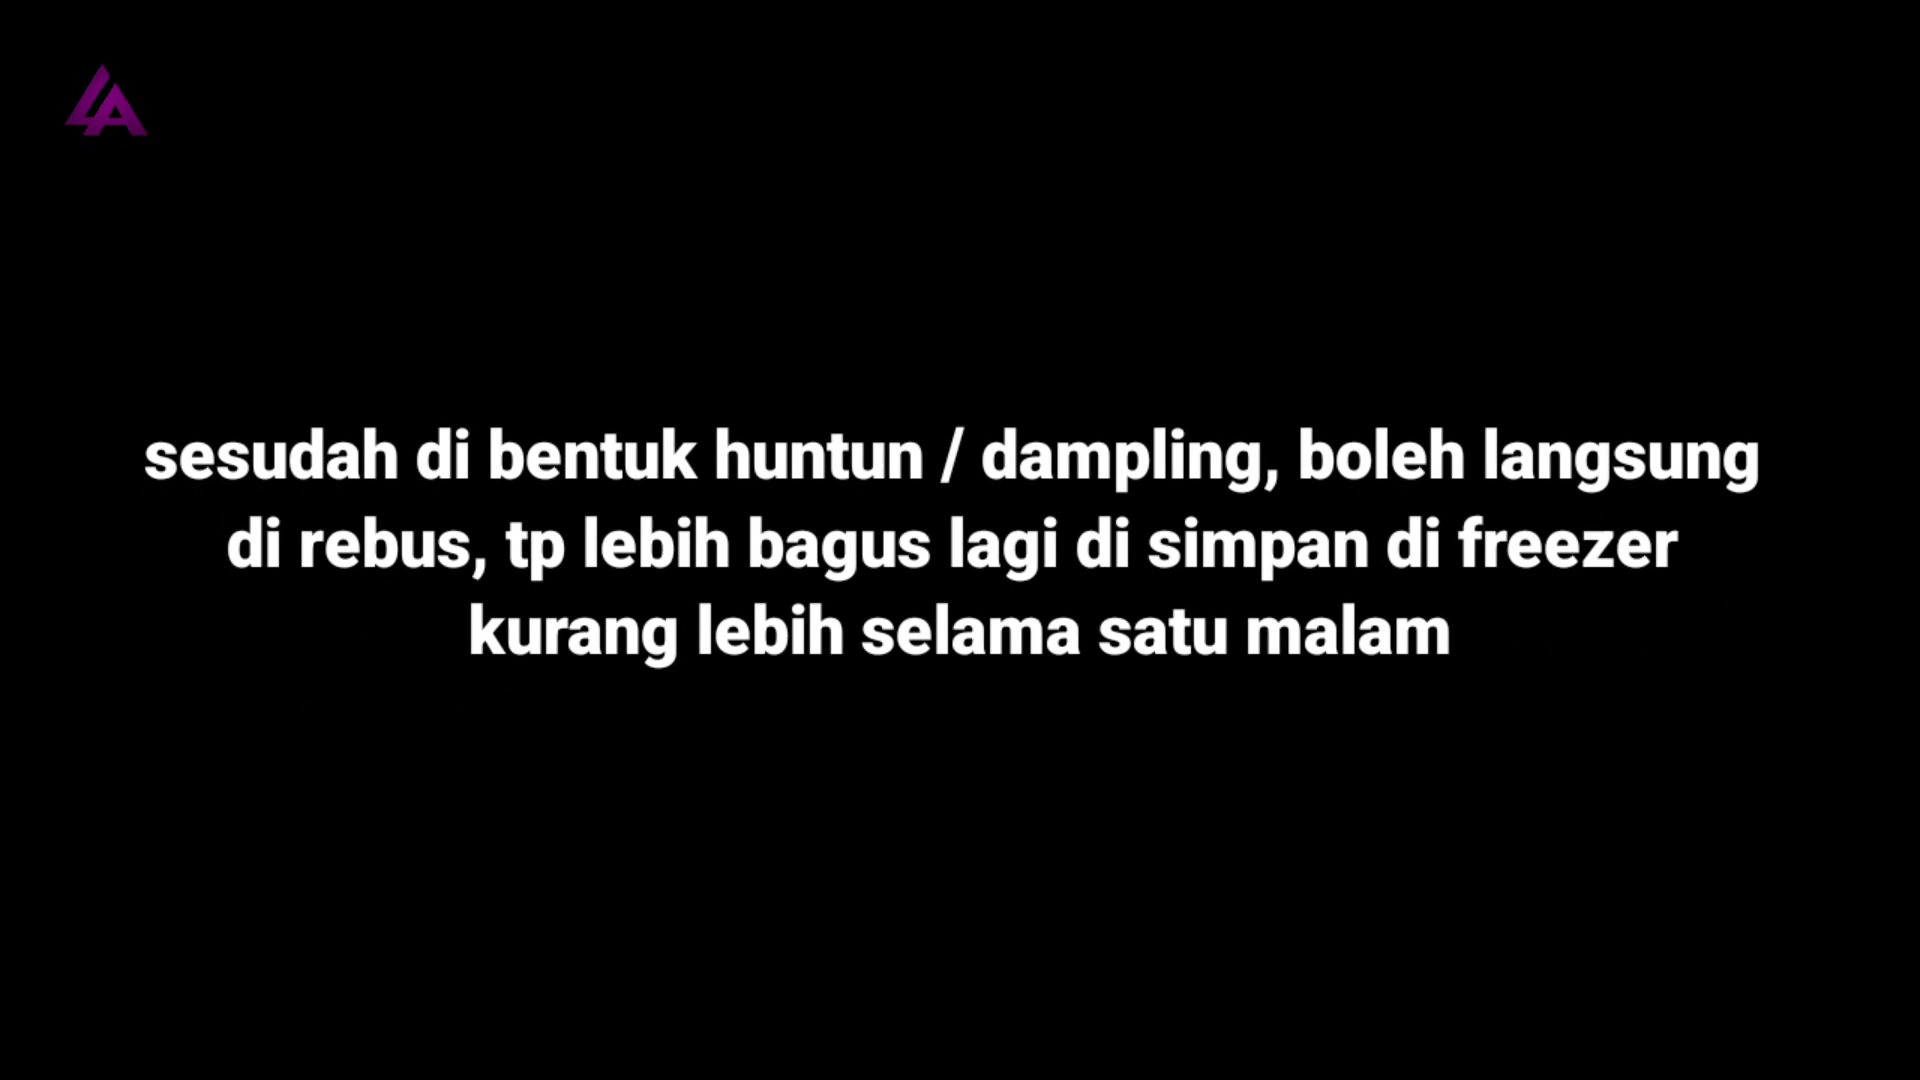 LA
sesudah di bentuk huntun / dampling, boleh langsung
di rebus, tp lebih bagus lagi di simpan di freezer
kurang lebih selama satu malam